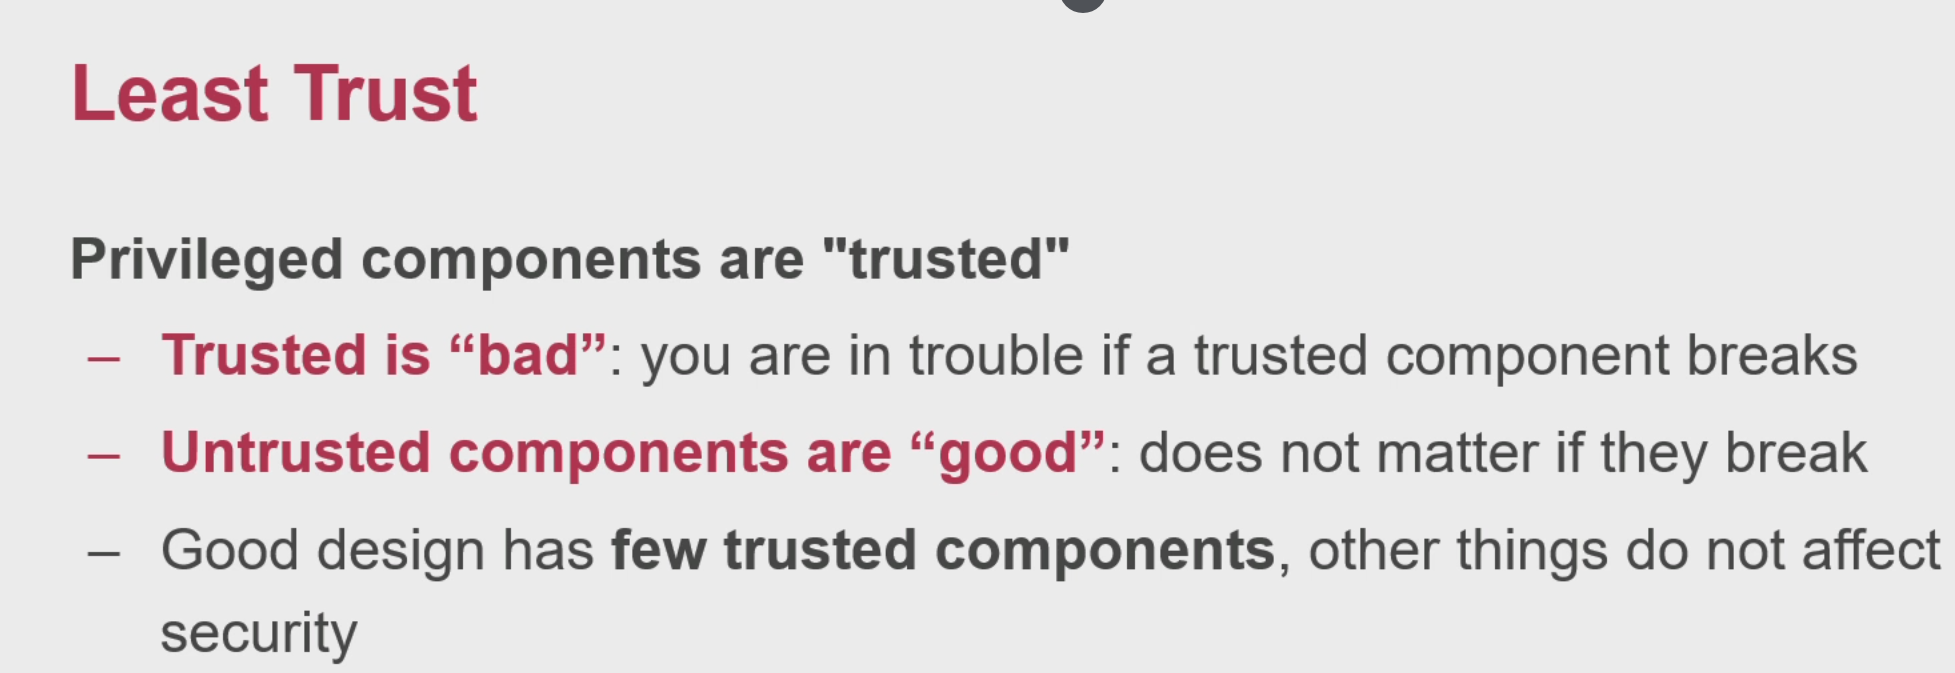 Least Trust
Privileged components are "trusted"
– Trusted is “bad”: you are in trouble if a trusted component breaks
– Untrusted components are “good”: does not matter if they break
– Good design has few trusted components, other things do not affect
security